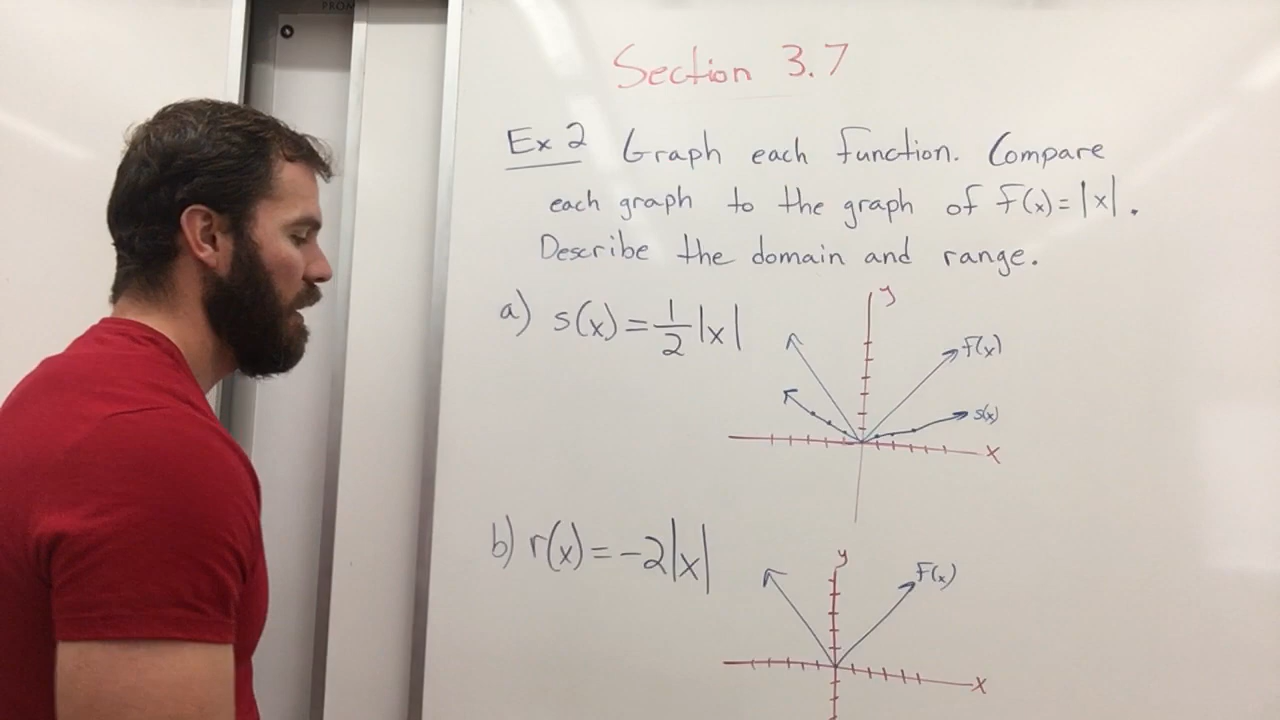 PROM
Section 3.7
Ex 2 Graph each function. Compare
each graph to the graph of f(x)=|x|.
Describe the domain and range.
a) s(x)=½|x|
y
f(x)
s(x)
x
b) r(x)=-2|x|
y
f(x)
x